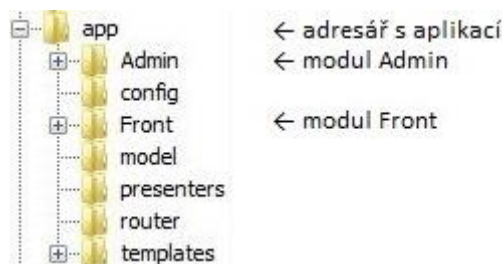 app ← adresář s aplikací
Admin ← modul Admin
config
Front ← modul Front
model
presenters
router
templates